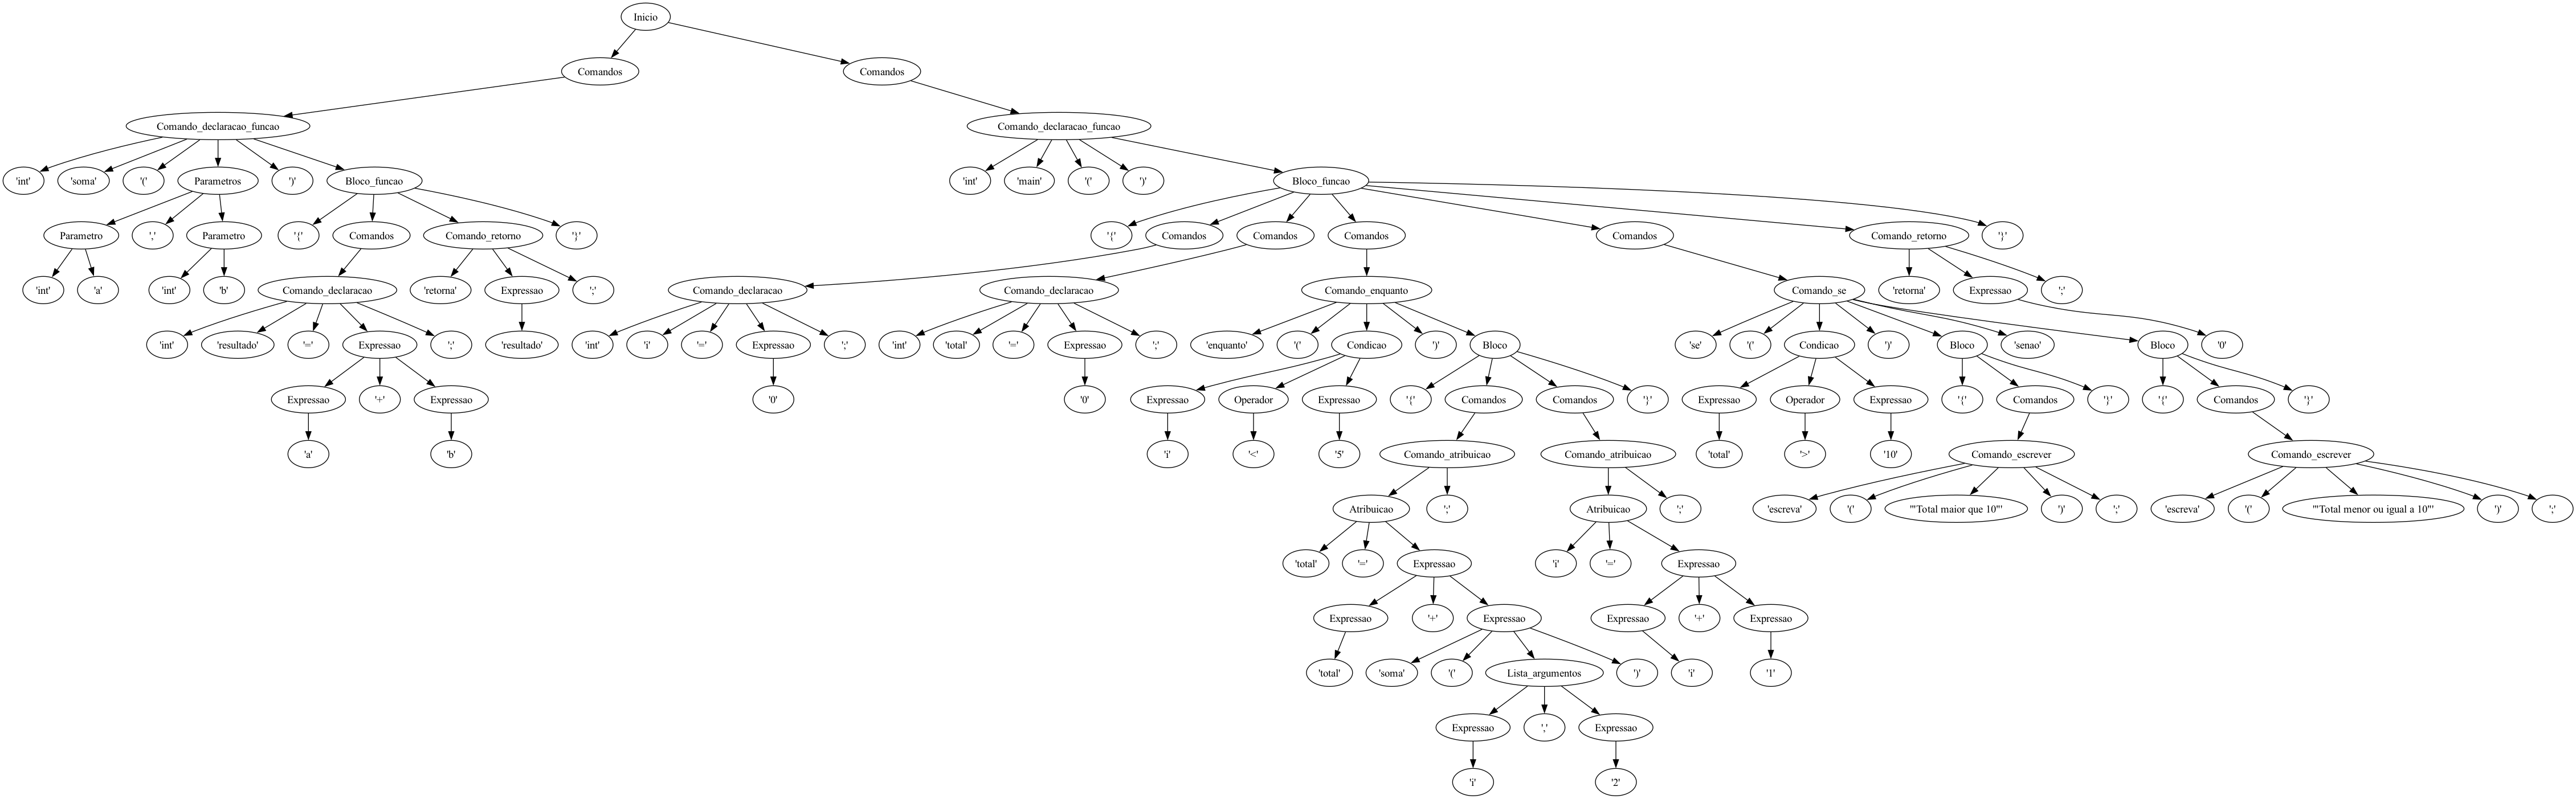 Inicio
Comandos Comandos
Comando_declaracao_funcao Comando_declaracao_funcao
'int' 'soma' '(' Parametros ')' Bloco_funcao 'int' 'main' '(' ')' Bloco_funcao
Parametro ',' Parametro '{' Comandos Comando_retorno '}' '{' Comandos Comandos Comandos Comandos Comando_retorno '}'
'int' 'a' 'int' 'b' Comando_declaracao 'retorna' Expressao ';' Comando_declaracao Comando_declaracao Comando_enquanto Comando_se 'retorna' Expressao ';'
'int' 'resultado' '=' Expressao ';' 'resultado' 'int' 'i' '=' Expressao ';' 'int' 'total' '=' Expressao ';' 'enquanto' '(' Condicao ')' Bloco 'se' '(' Condicao ')' Bloco 'senao' Bloco '0'
Expressao '+' Expressao '0' '0' Expressao Operador Expressao '{' Comandos Comandos '}' Expressao Operador Expressao '{' Comandos '}' '{' Comandos '}'
'a' 'b' 'i' '<' '5' Comando_atribuicao Comando_atribuicao 'total' '>' '10' Comando_escrever Comando_escrever
Atribuicao ';' Atribuicao ';' 'escreva' '(' '"Total maior que 10"' ')' ';' 'escreva' '(' '"Total menor ou igual a 10"' ')' ';'
'total' '=' Expressao 'i' '=' Expressao
Expressao '+' Expressao Expressao '+' Expressao
'total' 'soma' '(' Lista_argumentos ')' 'i' '1'
Expressao ',' Expressao
'i' '2'